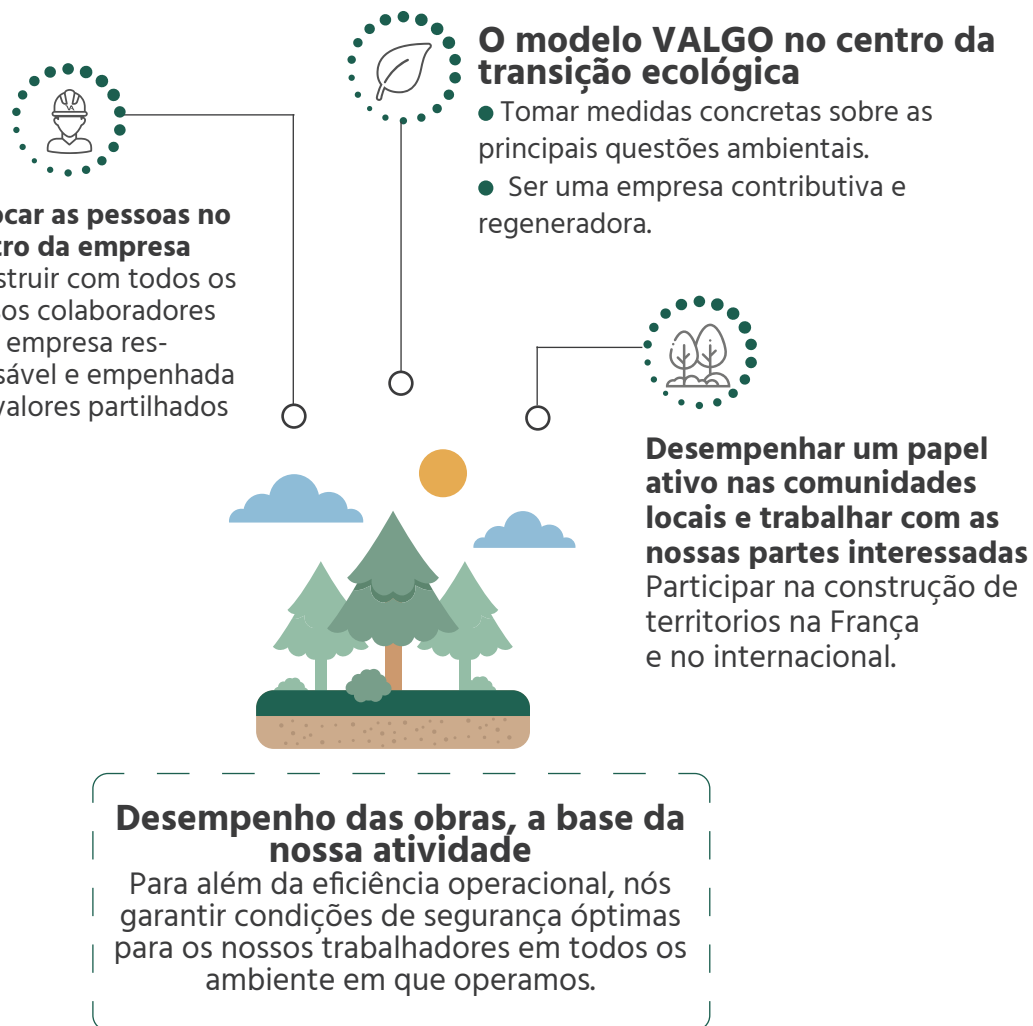 O modelo VALGO no centro da
transição ecológica
● Tomar medidas concretas sobre as
principais questões ambientais.
● Ser uma empresa contributiva e
regeneradora.
ocar as pessoas no
tro da empresa
struir com todos os
sos colaboradores
empresa res-
sável e empenhada
valores partilhados
Desempenhar um papel
ativo nas comunidades
locais e trabalhar com as
nossas partes interessadas
Participar na construção de
territorios na França
e no internacional.
Desempenho das obras, a base da
nossa atividade
Para além da eficiência operacional, nós
garantir condições de segurança óptimas
para os nossos trabalhadores em todos os
ambiente em que operamos.